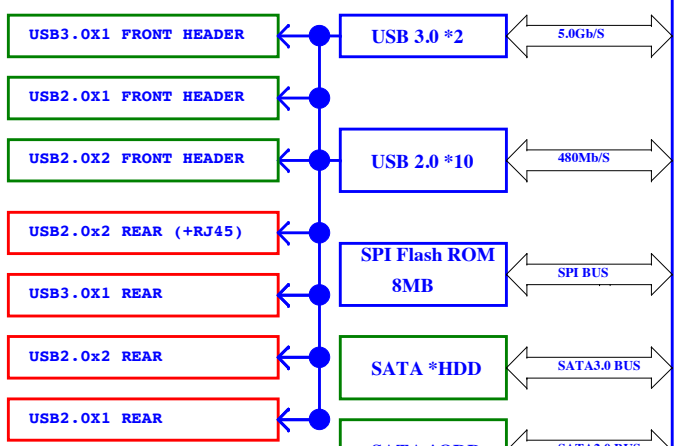 USB3.0X1 FRONT HEADER
USB 3.0 *2
5.0Gb/S
USB2.0X1 FRONT HEADER
USB2.0X2 FRONT HEADER
USB 2.0 *10
480Mb/S
USB2.0x2 REAR (+RJ45)
SPI Flash ROM
8MB
SPI BUS
USB3.0X1 REAR
USB2.0x2 REAR
SATA *HDD
SATA3.0 BUS
USB2.0X1 REAR